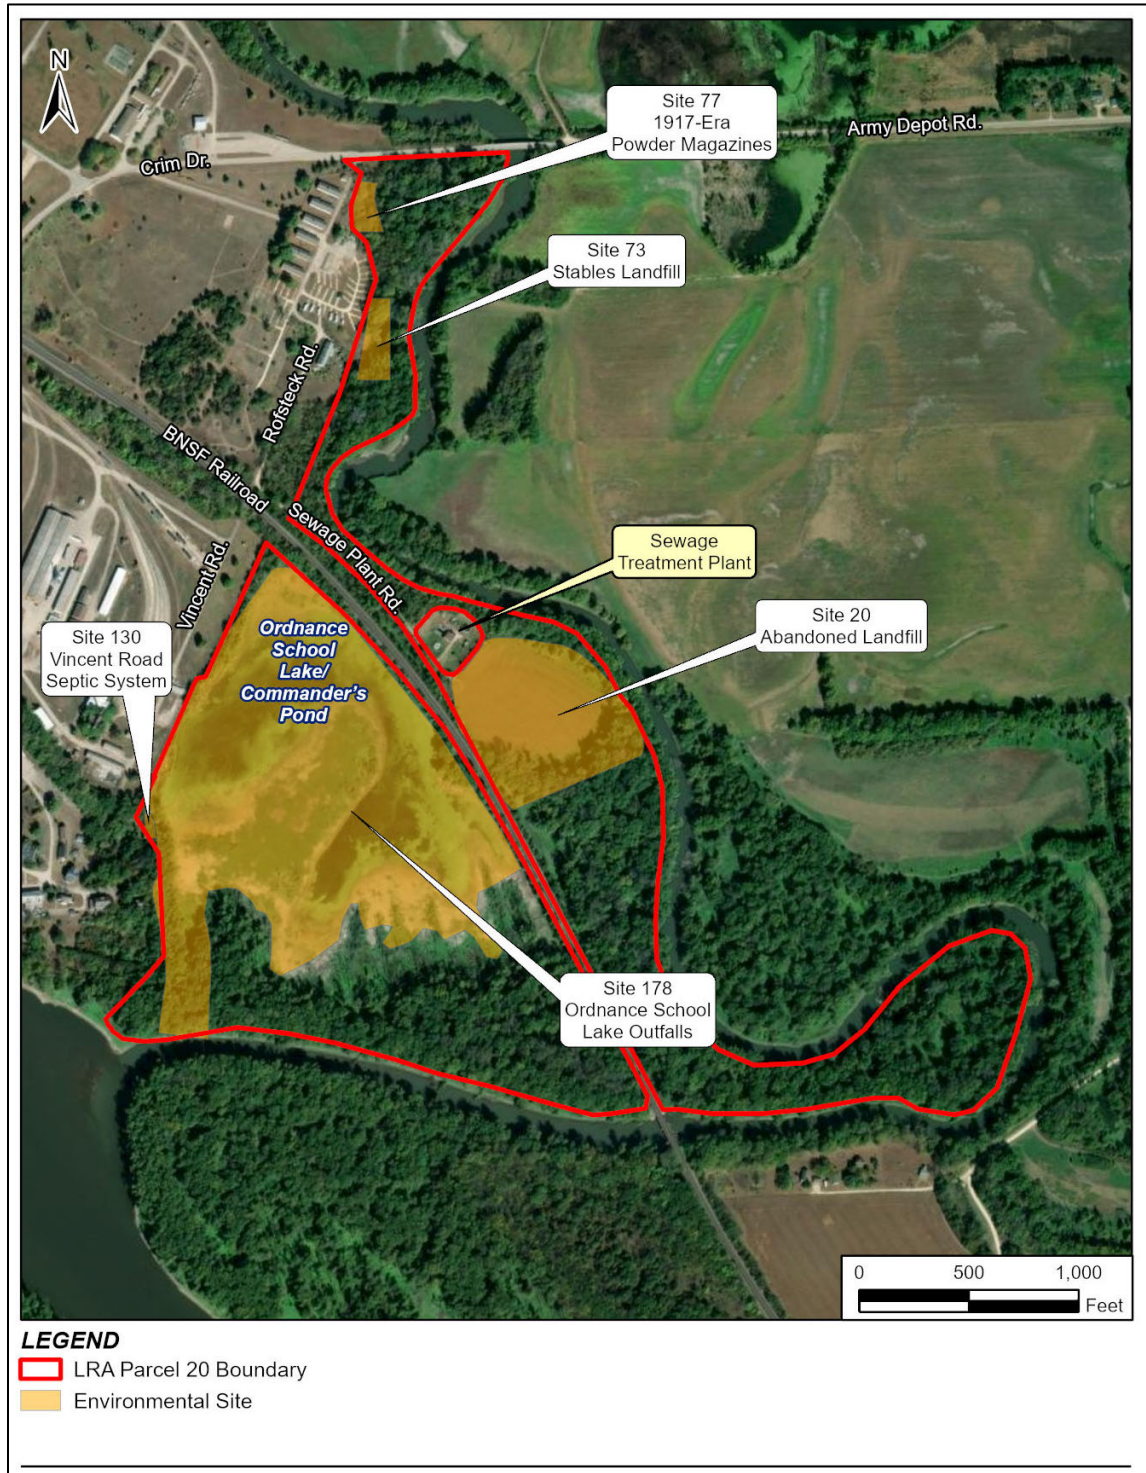 N
Site 77
1917-Era
Powder Magazines
Army Depot Rd.
Crim Dr.
Site 73
Stables Landfill
Rofsteck Rd.
BNSF Railroad
Sewage Plant Rd.
Sewage
Treatment Plant
Vincent Rd.
Site 20
Abandoned Landfill
Site 130
Vincent Road
Septic System
Ordnance
School
Lake/
Commander's
Pond
Site 178
Ordnance School
Lake Outfalls
0 500 1,000
Feet
LEGEND
LRA Parcel 20 Boundary
Environmental Site